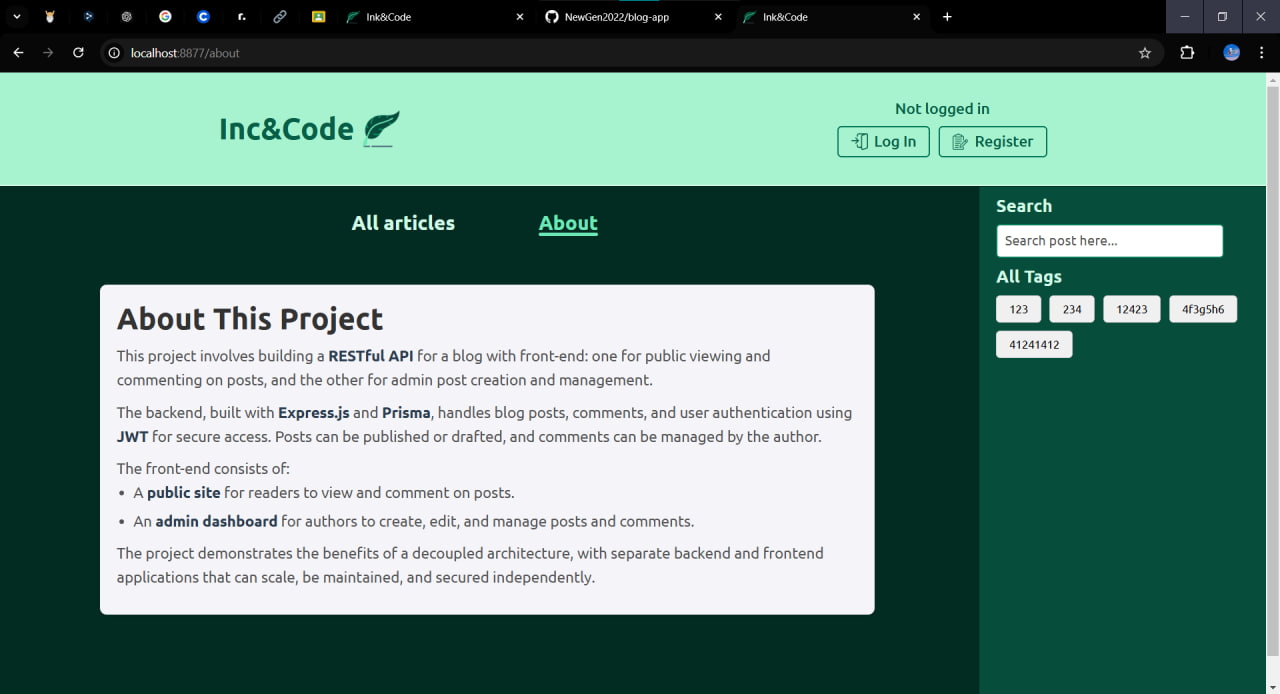 Ink&Code
NewGen2022/blog-app
Ink&Code
localhost:8877/about
Inc&Code
Not logged in
Log In
Register
All articles
About
Search
Search post here...
All Tags
123
234
12423
4f3g5h6
41241412
About This Project
This project involves building a RESTful API for a blog with front-end: one for public viewing and
commenting on posts, and the other for admin post creation and management.
The backend, built with Express.js and Prisma, handles blog posts, comments, and user authentication using
JWT for secure access. Posts can be published or drafted, and comments can be managed by the author.
The front-end consists of:
• A public site for readers to view and comment on posts.
• An admin dashboard for authors to create, edit, and manage posts and comments.
The project demonstrates the benefits of a decoupled architecture, with separate backend and frontend
applications that can scale, be maintained, and secured independently.